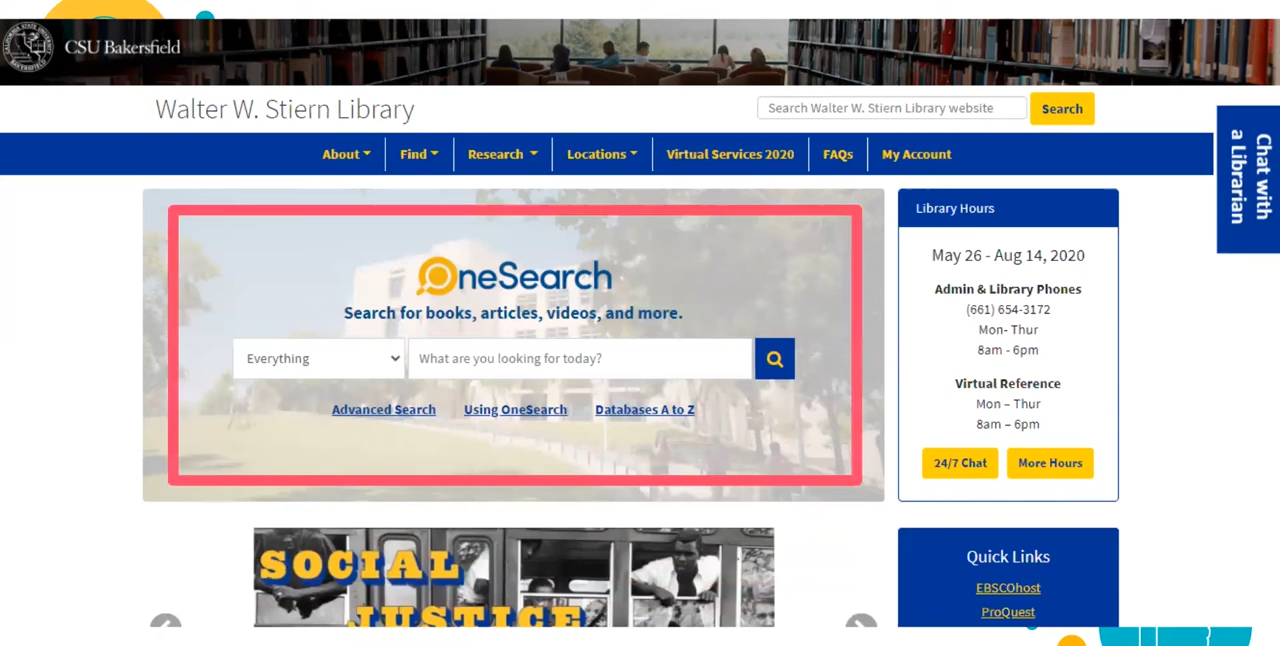 CSU Bakersfield
Walter W. Stiern Library
Search Walter W. Stiern Library website
Search
Chat with
a Librarian
About
Find
Research
Locations
Virtual Services 2020
FAQs
My Account
OneSearch
Search for books, articles, videos, and more.
Everything
What are you looking for today?
Advanced Search
Using OneSearch
Databases A to Z
Library Hours
May 26 - Aug 14, 2020
Admin & Library Phones
(661) 654-3172
Mon- Thur
8am - 6pm
Virtual Reference
Mon – Thur
8am – 6pm
24/7 Chat
More Hours
SOCIAL
JUSTICE
Quick Links
EBSCOhost
ProQuest